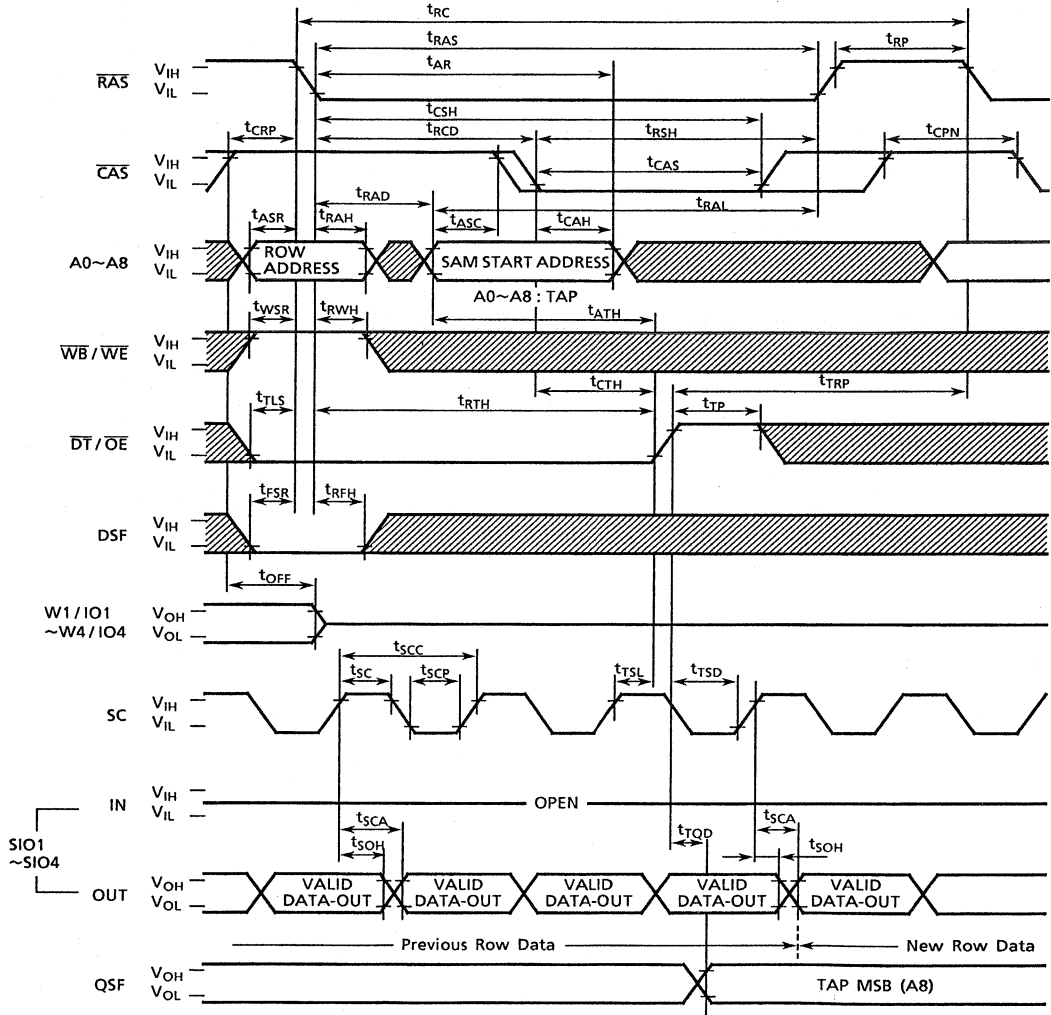 tRC
tRAS
tRP
tAR
RAS VIH
VIL
tCSH
tCRP tRCD tRSH tCPN
CAS VIH
VIL
tCAS
tRAD tRAL
tASR tRAH tASC tCAH
A0~A8 VIH
VIL
ROW ADDRESS
SAM START ADDRESS
A0~A8 : TAP
tWSR tRWH tATH
WB / WE VIH
VIL
tCTH tTRP
tTLS tRTH tTP
DT / OE VIH
VIL
tFSR tRFH
DSF VIH
VIL
tOFF
W1 / IO1 ~W4 / IO4 VOH
VOL
tSCC
tSC tSCP tTSL tTSD
SC VIH
VIL
IN VIH
VIL
OPEN
SIO1 ~SIO4
tSCA tTQD tSCA
tSOH tSOH
OUT VOH
VOL
VALID DATA-OUT VALID DATA-OUT VALID DATA-OUT VALID DATA-OUT VALID DATA-OUT
Previous Row Data New Row Data
QSF VOH
VOL
TAP MSB (A8)